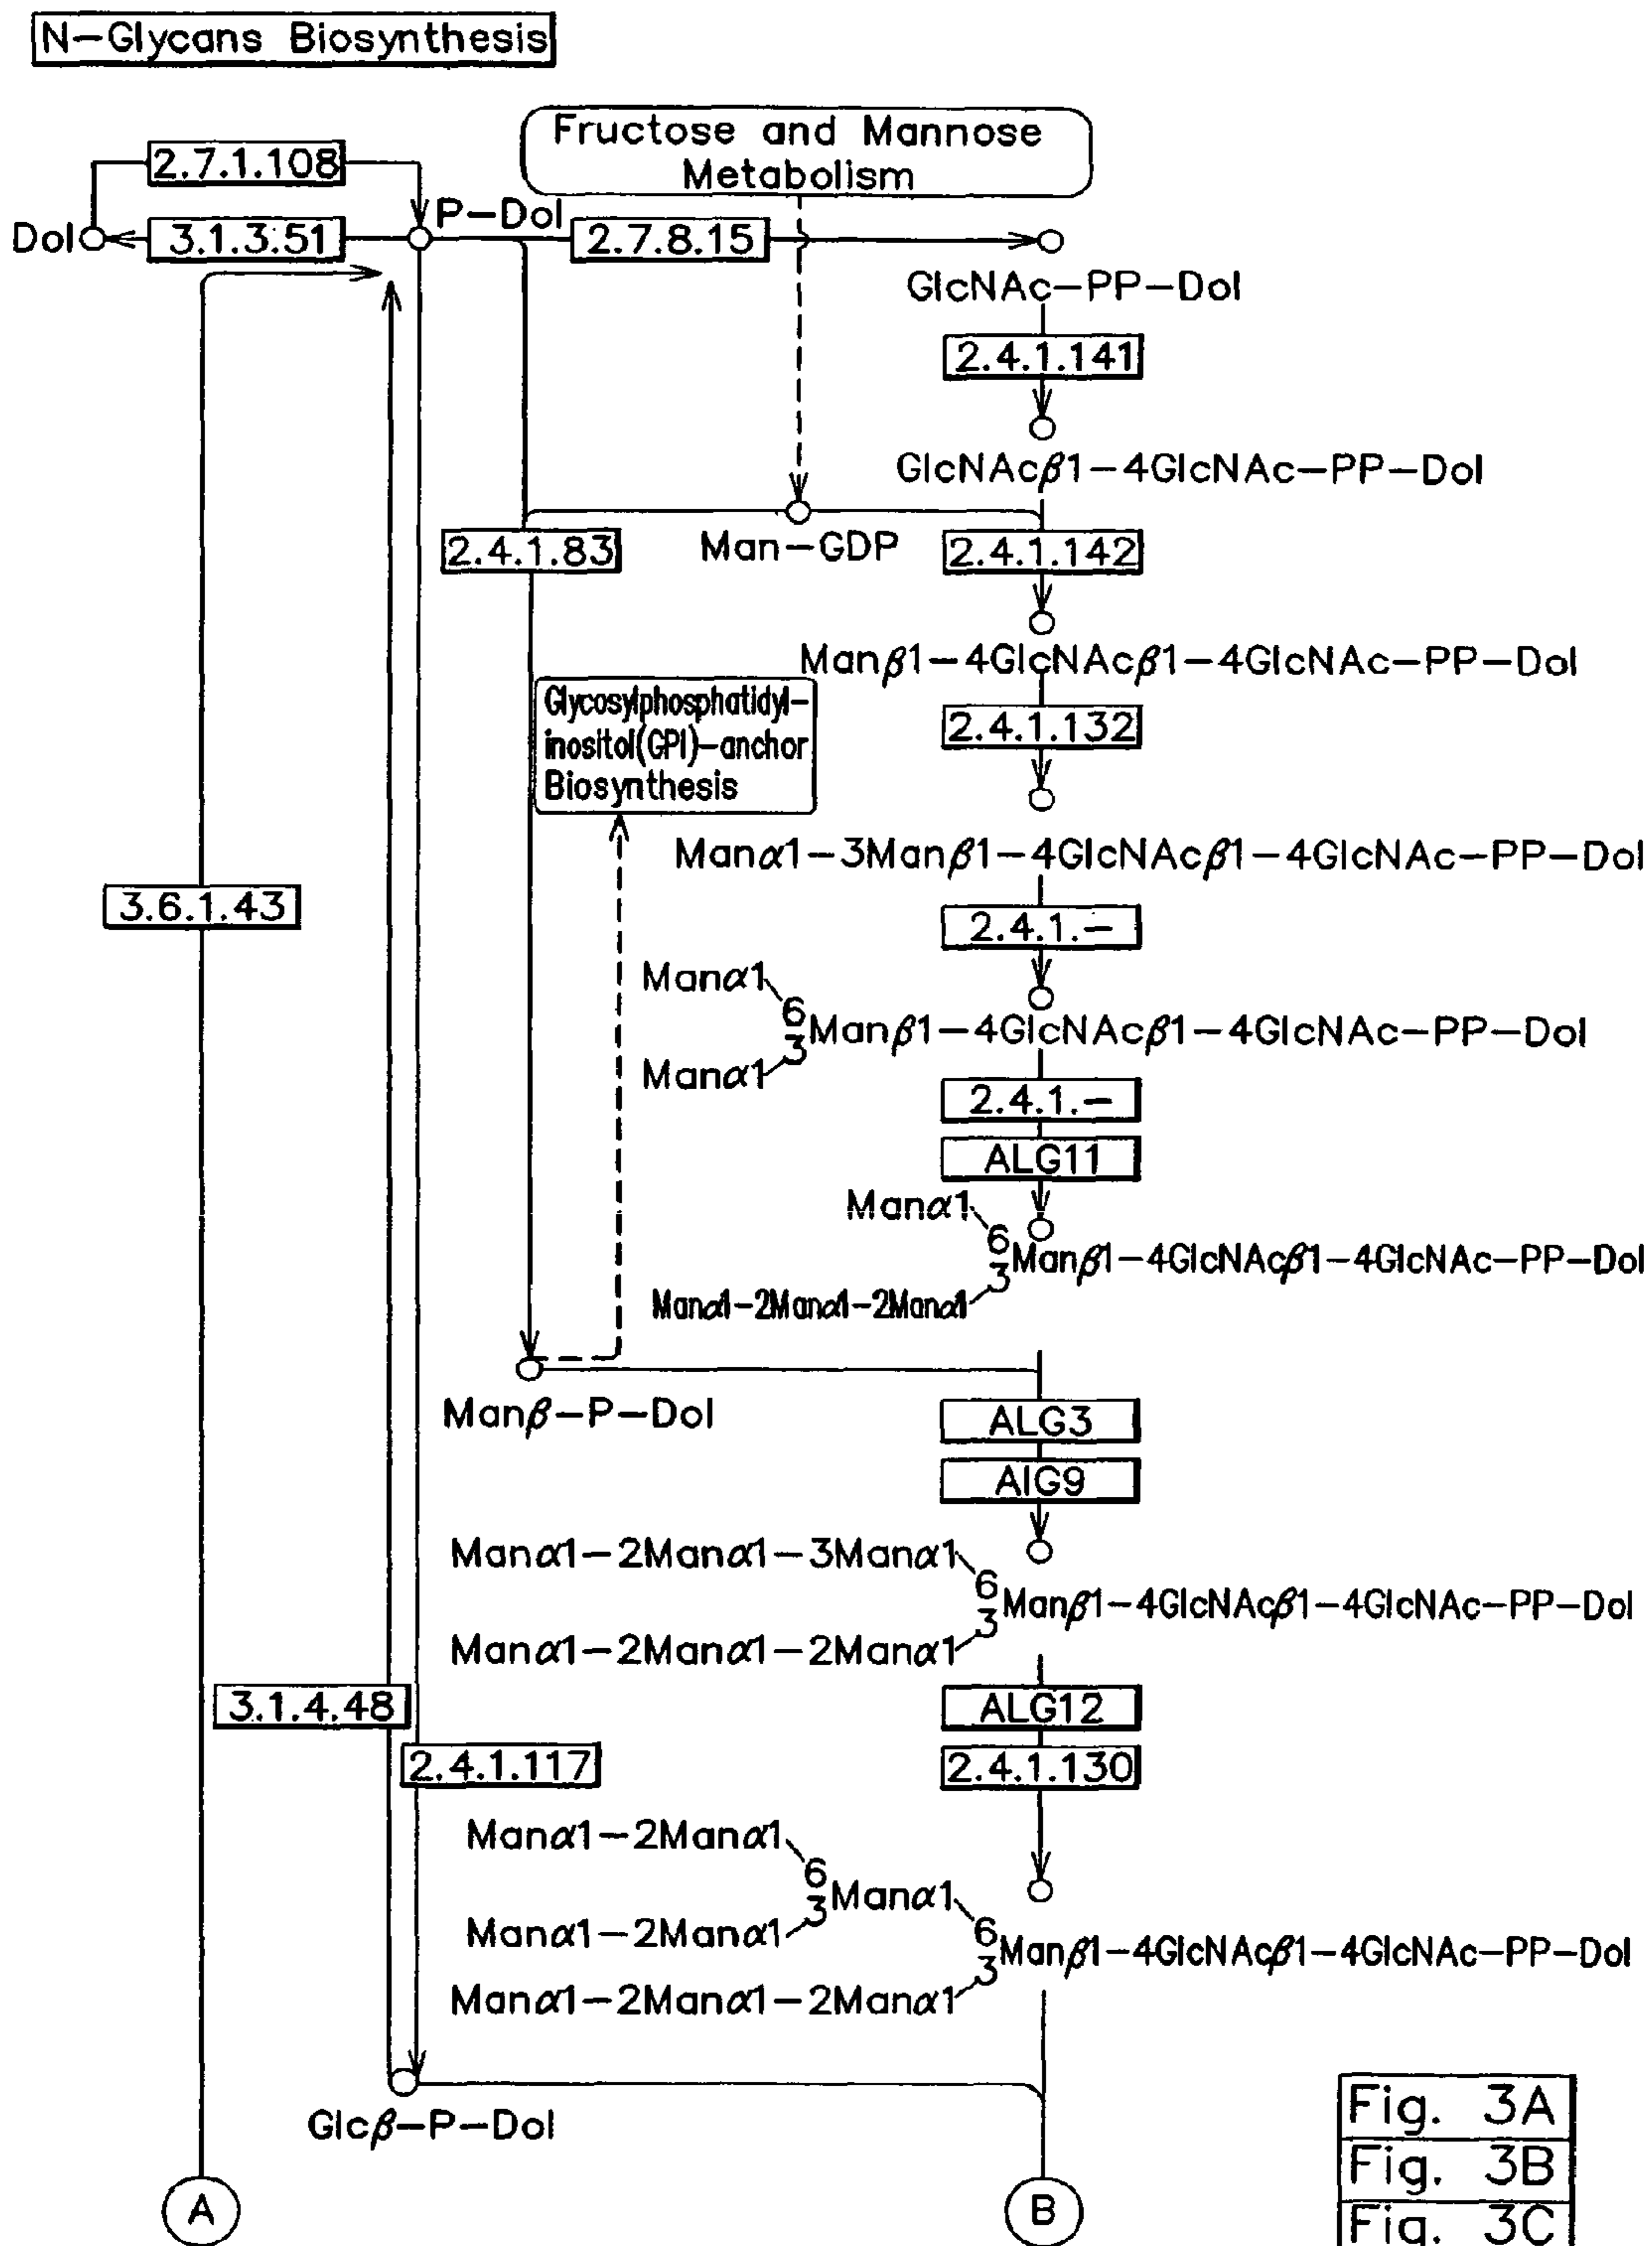 N-Glycans Biosynthesis
Fructose and Mannose
Metabolism
2.7.1.108
P-Dol
Dol
3.1.3.51
2.7.8.15
GlcNAc-PP-Dol
2.4.1.141
GlcNAcβ1-4GlcNAc-PP-Dol
2.4.1.83
Man-GDP
2.4.1.142
Manβ1-4GlcNAcβ1-4GlcNAc-PP-Dol
Glycosylphosphatidyl-
inositol(GPI)-anchor
Biosynthesis
2.4.1.132
Manα1-3Manβ1-4GlcNAcβ1-4GlcNAc-PP-Dol
3.6.1.43
2.4.1.-
Manα1
6
3
Manβ1-4GlcNAcβ1-4GlcNAc-PP-Dol
Manα1
2.4.1.-
ALG11
Manα1
6
3
Manβ1-4GlcNAcβ1-4GlcNAc-PP-Dol
Manα1-2Manα1-2Manα1
Manβ-P-Dol
ALG3
AIG9
Manα1-2Manα1-3Manα1
6
3
Manβ1-4GlcNAcβ1-4GlcNAc-PP-Dol
Manα1-2Manα1-2Manα1
3.1.4.48
ALG12
2.4.1.117
2.4.1.130
Manα1-2Manα1
6
3
Manα1
Manα1-2Manα1
6
3
Manβ1-4GlcNAcβ1-4GlcNAc-PP-Dol
Manα1-2Manα1-2Manα1
Glcβ-P-Dol
A
B
Fig. 3A
Fig. 3B
Fig. 3C